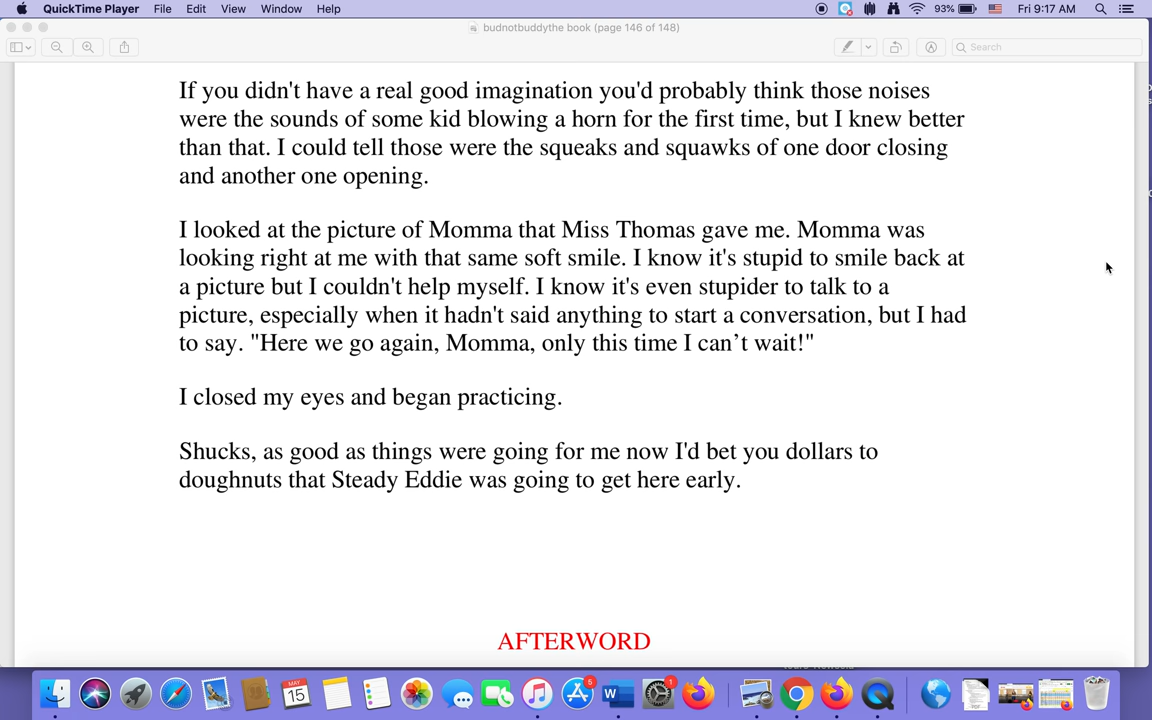 QuickTime Player File Edit View Window Help 93% Fri 9:17 AM
budnotbuddythe book (page 146 of 148)
Search
If you didn't have a real good imagination you'd probably think those noises
were the sounds of some kid blowing a horn for the first time, but I knew better
than that. I could tell those were the squeaks and squawks of one door closing
and another one opening.
I looked at the picture of Momma that Miss Thomas gave me. Momma was
looking right at me with that same soft smile. I know it's stupid to smile back at
a picture but I couldn't help myself. I know it's even stupider to talk to a
picture, especially when it hadn't said anything to start a conversation, but I had
to say. "Here we go again, Momma, only this time I can’t wait!"
I closed my eyes and began practicing.
Shucks, as good as things were going for me now I'd bet you dollars to
doughnuts that Steady Eddie was going to get here early.
AFTERWORD
MAY
15
5
W
1